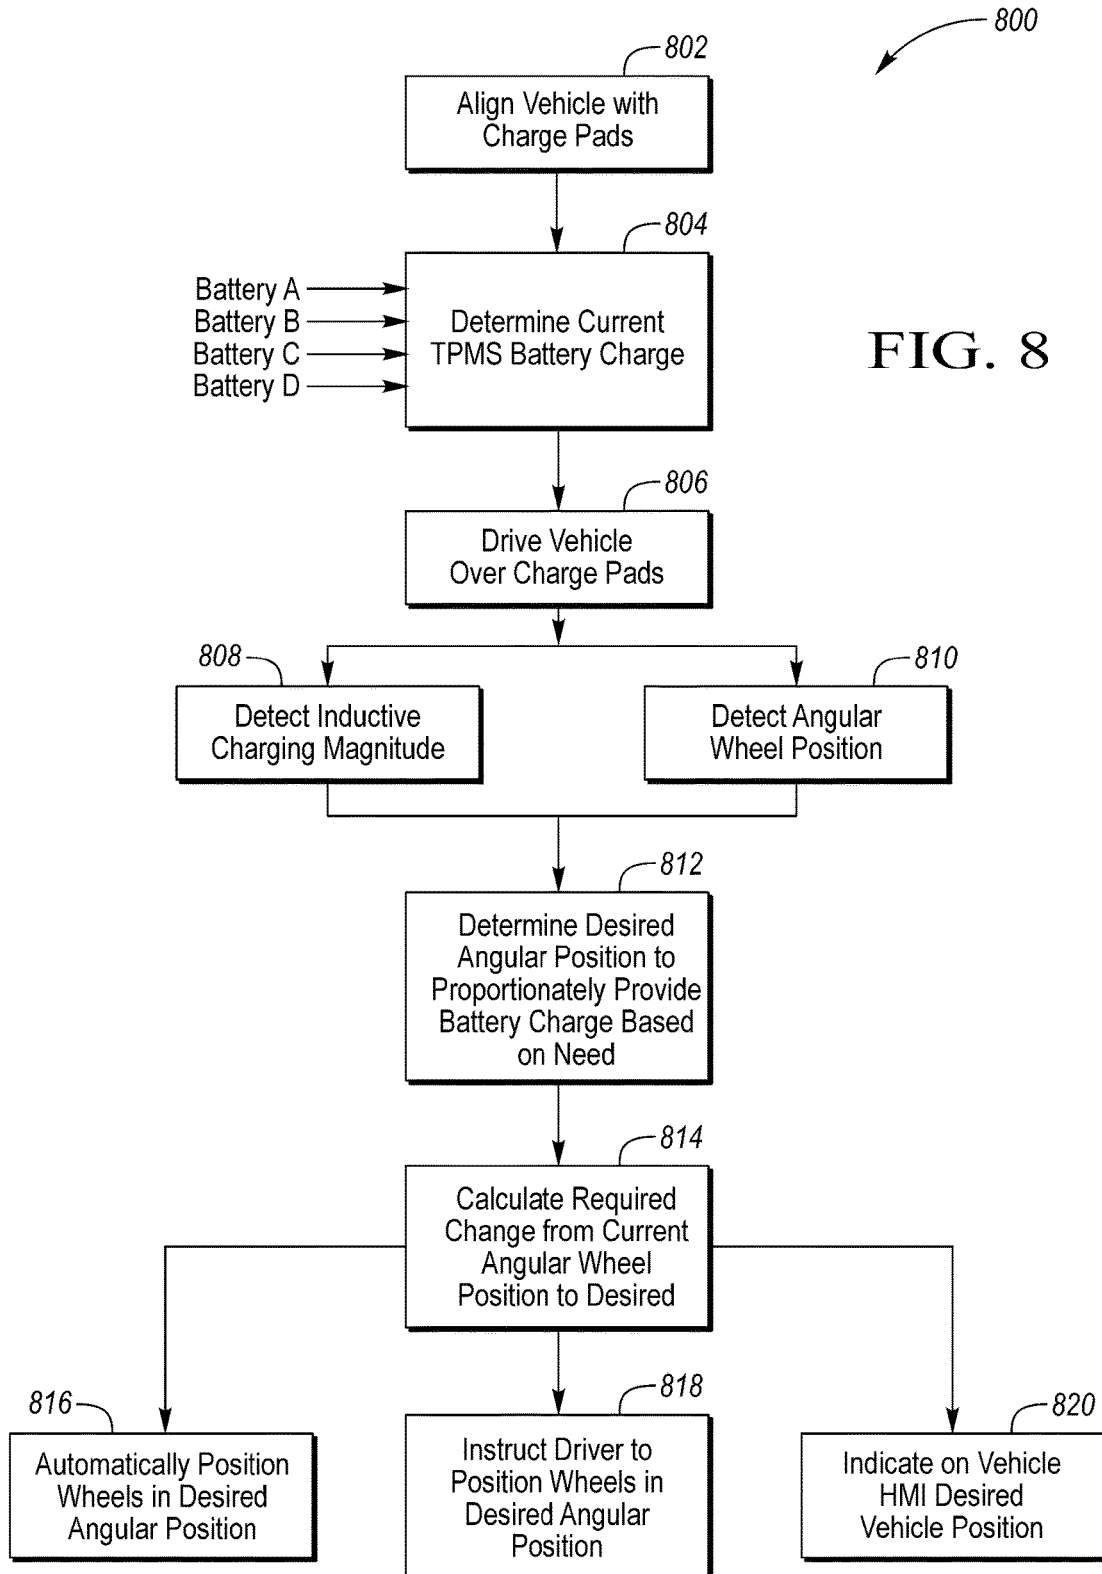 800
802
Align Vehicle with
Charge Pads
804
Battery A
Battery B
Battery C
Battery D
Determine Current
TPMS Battery Charge
FIG. 8
806
Drive Vehicle
Over Charge Pads
808
Detect Inductive
Charging Magnitude
810
Detect Angular
Wheel Position
812
Determine Desired
Angular Position to
Proportionately Provide
Battery Charge Based
on Need
814
Calculate Required
Change from Current
Angular Wheel
Position to Desired
816
Automatically Position
Wheels in Desired
Angular Position
818
Instruct Driver to
Position Wheels in
Desired Angular
Position
820
Indicate on Vehicle
HMI Desired
Vehicle Position